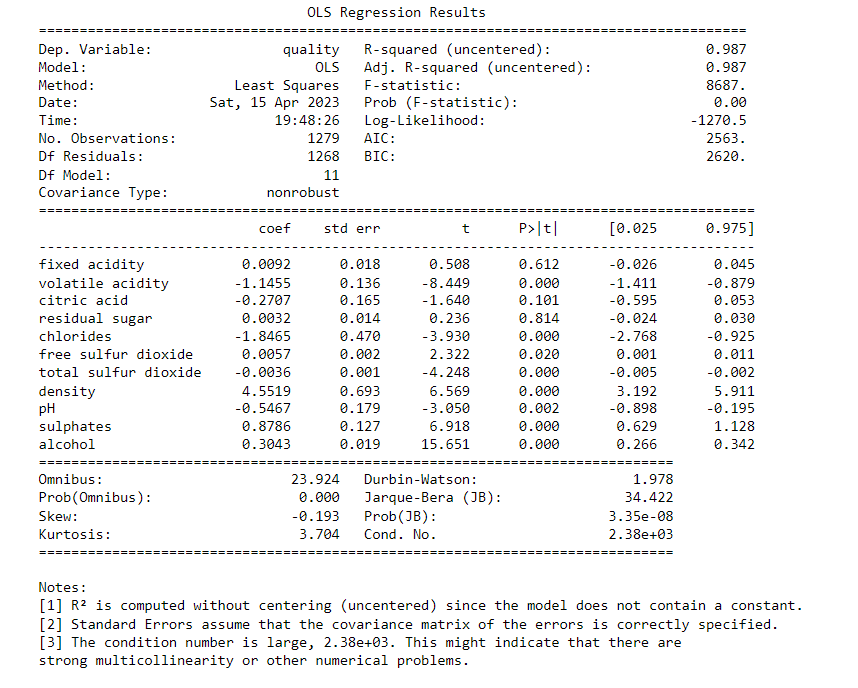 OLS Regression Results
==========================================================================================
Dep. Variable: quality R-squared (uncentered): 0.987
Model: OLS Adj. R-squared (uncentered): 0.987
Method: Least Squares F-statistic: 8687.
Date: Sat, 15 Apr 2023 Prob (F-statistic): 0.00
Time: 19:48:26 Log-Likelihood: -1270.5
No. Observations: 1279 AIC: 2563.
Df Residuals: 1268 BIC: 2620.
Df Model: 11
Covariance Type: nonrobust
==========================================================================================
coef std err t P>|t| [0.025 0.975]
------------------------------------------------------------------------------------------
fixed acidity 0.0092 0.018 0.508 0.612 -0.026 0.045
volatile acidity -1.1455 0.136 -8.449 0.000 -1.411 -0.879
citric acid -0.2707 0.165 -1.640 0.101 -0.595 0.053
residual sugar 0.0032 0.014 0.236 0.814 -0.024 0.030
chlorides -1.8465 0.470 -3.930 0.000 -2.768 -0.925
free sulfur dioxide 0.0057 0.002 2.322 0.020 0.001 0.011
total sulfur dioxide -0.0036 0.001 -4.248 0.000 -0.005 -0.002
density 4.5519 0.693 6.569 0.000 3.192 5.911
pH -0.5467 0.179 -3.050 0.002 -0.898 -0.195
sulphates 0.8786 0.127 6.918 0.000 0.629 1.128
alcohol 0.3043 0.019 15.651 0.000 0.266 0.342
==============================================================================
Omnibus: 23.924 Durbin-Watson: 1.978
Prob(Omnibus): 0.000 Jarque-Bera (JB): 34.422
Skew: -0.193 Prob(JB): 3.35e-08
Kurtosis: 3.704 Cond. No. 2.38e+03
==============================================================================
Notes:
[1] R² is computed without centering (uncentered) since the model does not contain a constant.
[2] Standard Errors assume that the covariance matrix of the errors is correctly specified.
[3] The condition number is large, 2.38e+03. This might indicate that there are
strong multicollinearity or other numerical problems.